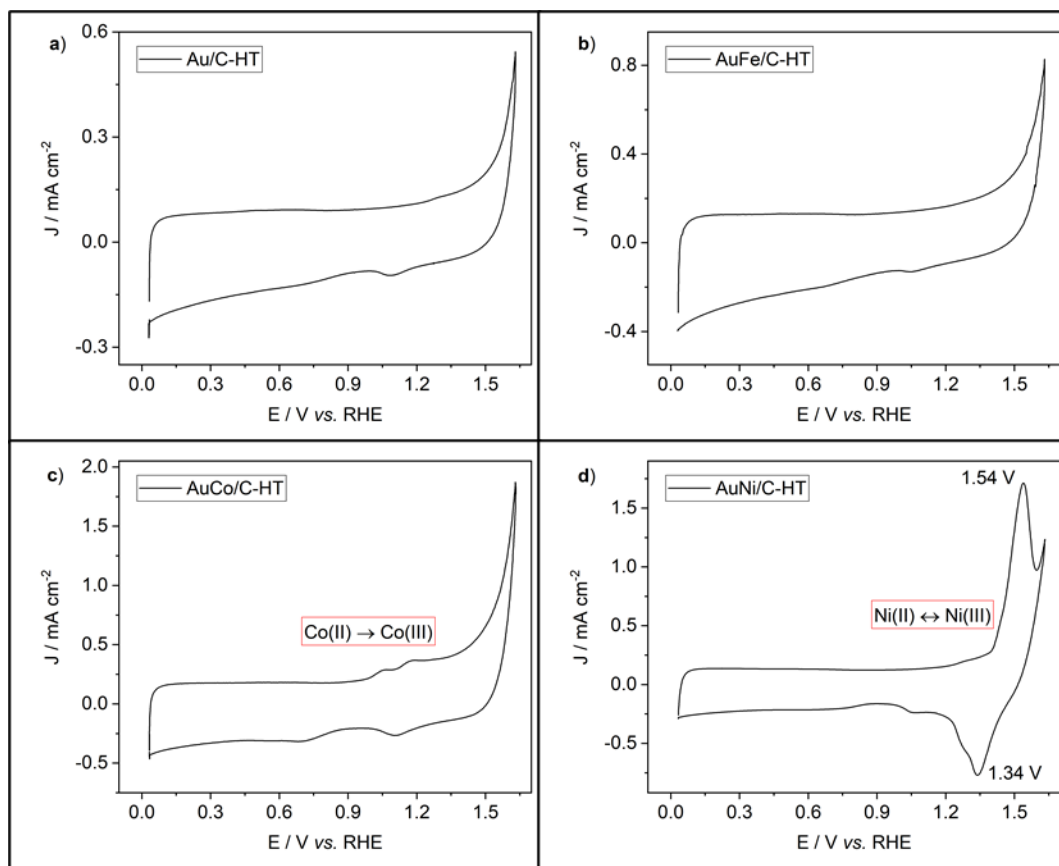 a)
Au/C-HT
0.6
0.3
0.0
-0.3
J / mA cm⁻²
0.0 0.3 0.6 0.9 1.2 1.5
E / V vs. RHE
b)
AuFe/C-HT
0.8
0.4
0.0
-0.4
J / mA cm⁻²
0.0 0.3 0.6 0.9 1.2 1.5
E / V vs. RHE
c)
AuCo/C-HT
2.0
1.5
1.0
0.5
0.0
-0.5
J / mA cm⁻²
Co(II) → Co(III)
0.0 0.3 0.6 0.9 1.2 1.5
E / V vs. RHE
d)
AuNi/C-HT
1.54 V
1.5
1.0
0.5
0.0
-0.5
J / mA cm⁻²
Ni(II) ↔ Ni(III)
1.34 V
0.0 0.3 0.6 0.9 1.2 1.5
E / V vs. RHE